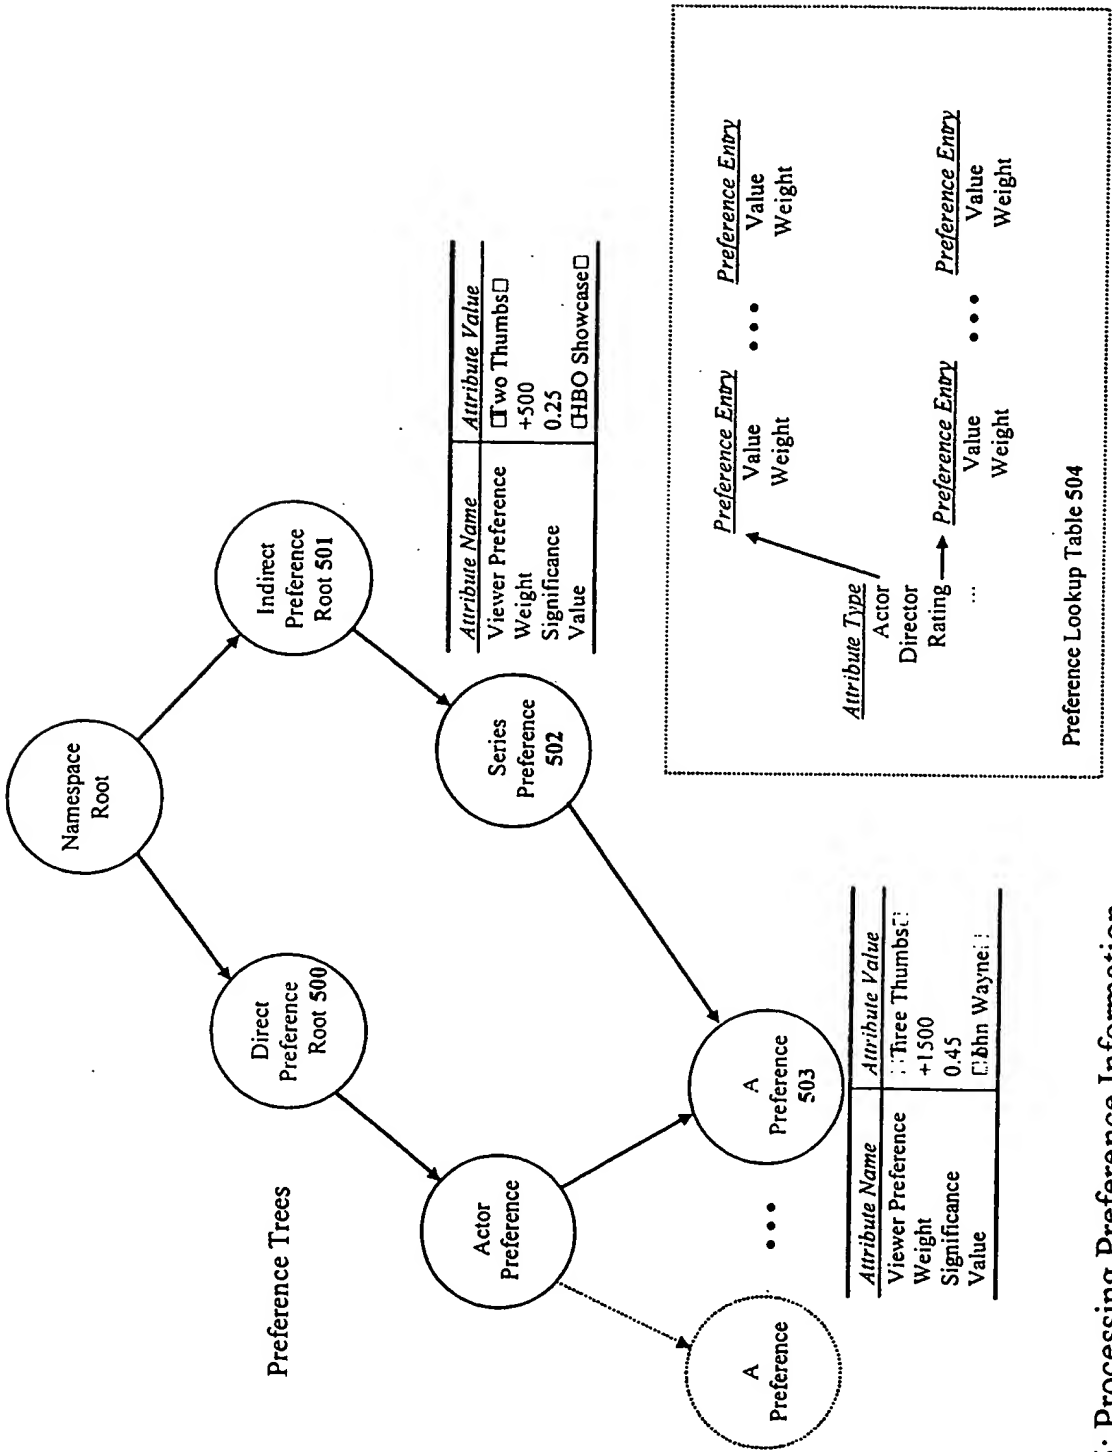 Preference Trees
Namespace
Root
Direct
Preference
Root 500
Indirect
Preference
Root 501
Actor
Preference
Series
Preference
502
A
Preference
A
Preference
503
Attribute Name Attribute Value
Viewer Preference □Two Thumbs□
Weight +500
Significance 0.25
Value □HBO Showcase□
Attribute Name Attribute Value
Viewer Preference □Three Thumbs□
Weight +1500
Significance 0.45
Value □John Wayne□
Attribute Type
Actor
Director
Rating
...
Preference Entry
Value
Weight
• • •
Preference Entry
Value
Weight
Preference Entry
Value
Weight
• • •
Preference Entry
Value
Weight
Preference Lookup Table 504
: Processing Preference Information